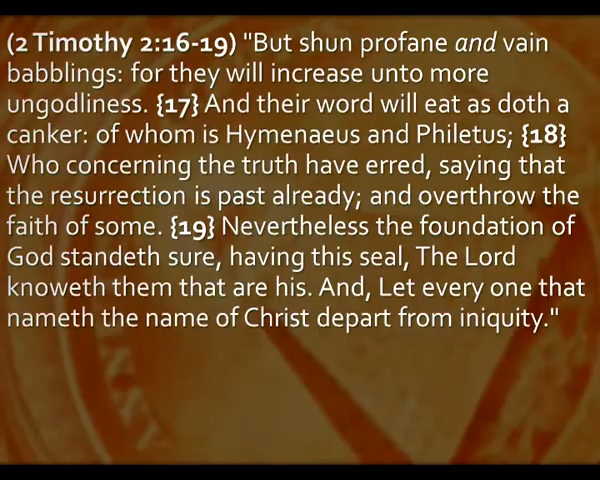 (2 Timothy 2:16-19) "But shun profane and vain
babblings: for they will increase unto more
ungodliness. {17} And their word will eat as doth a
canker: of whom is Hymenaeus and Philetus; {18}
Who concerning the truth have erred, saying that
the resurrection is past already; and overthrow the
faith of some. {19} Nevertheless the foundation of
God standeth sure, having this seal, The Lord
knoweth them that are his. And, Let every one that
nameth the name of Christ depart from iniquity."